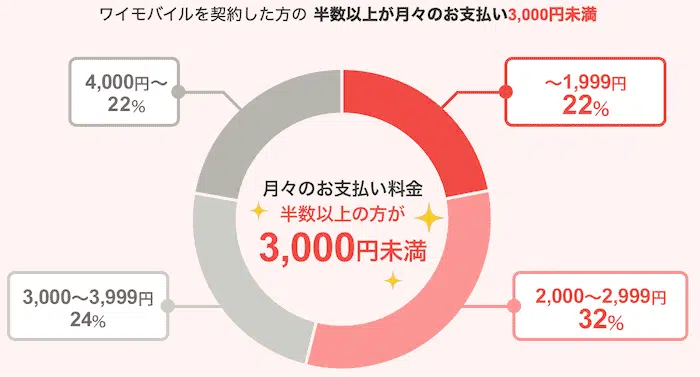 ワイモバイルを契約した方の 半数以上が月々のお支払い3,000円未満
4,000円〜
22%
〜1,999円
22%
月々のお支払い料金
半数以上の方が
3,000円未満
3,000〜3,999円
24%
2,000〜2,999円
32%